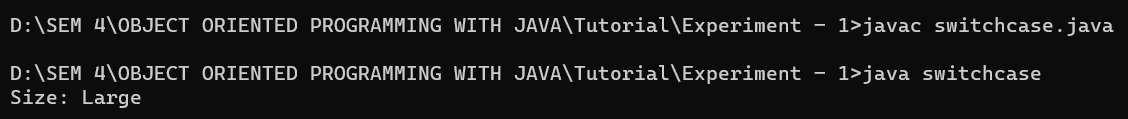 D:\SEM 4\OBJECT ORIENTED PROGRAMMING WITH JAVA\Tutorial\Experiment - 1>javac switchcase.java
D:\SEM 4\OBJECT ORIENTED PROGRAMMING WITH JAVA\Tutorial\Experiment - 1>java switchcase
Size: Large